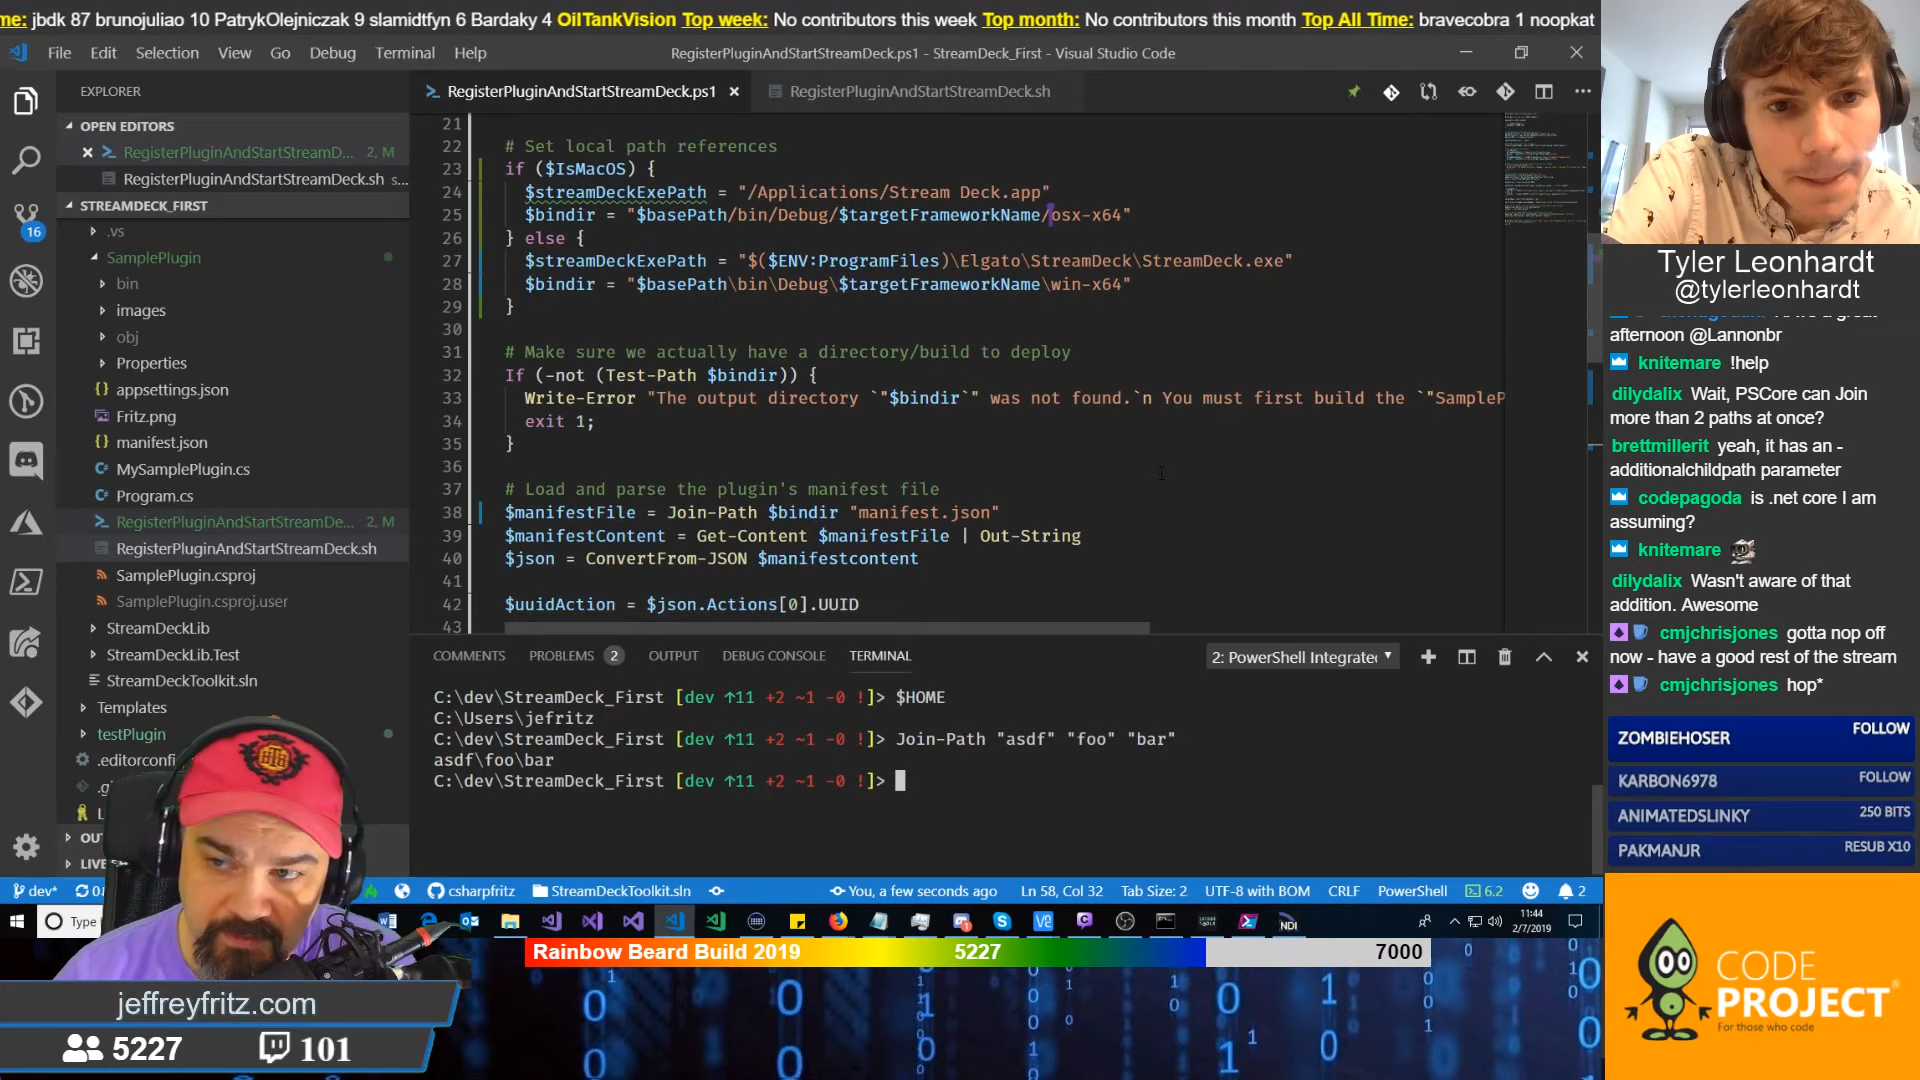 me: jbdk 87 brunojuliao 10 PatrykOlejniczak 9 slamidtfyn 6 Bardaky 4 OilTankVision Top week: No contributors this week Top month: No contributors this month Top All Time: bravecobra 1 noopkat
File Edit Selection View Go Debug Terminal Help
RegisterPluginAndStartStreamDeck.ps1 - StreamDeck_First - Visual Studio Code
EXPLORER
OPEN EDITORS
RegisterPluginAndStartStreamD... 2, M
RegisterPluginAndStartStreamDeck.sh s...
STREAMDECK_FIRST
.vs
SamplePlugin
bin
images
obj
Properties
appsettings.json
Fritz.png
manifest.json
MySamplePlugin.cs
Program.cs
RegisterPluginAndStartStreamDe... 2, M
RegisterPluginAndStartStreamDeck.sh
SamplePlugin.csproj
SamplePlugin.csproj.user
StreamDeckLib
StreamDeckLib.Test
StreamDeckToolkit.sln
Templates
testPlugin
.editorconfi
.g
L
OU
LIVE
16
RegisterPluginAndStartStreamDeck.ps1
RegisterPluginAndStartStreamDeck.sh
21
22 # Set local path references
23 if ($IsMacOS) {
24 $streamDeckExePath = "/Applications/Stream Deck.app"
25 $bindir = "$basePath/bin/Debug/$targetFrameworkName/osx-x64"
26 } else {
27 $streamDeckExePath = "$($ENV:ProgramFiles)\Elgato\StreamDeck\StreamDeck.exe"
28 $bindir = "$basePath\bin\Debug\$targetFrameworkName\win-x64"
29 }
30
31 # Make sure we actually have a directory/build to deploy
32 If (-not (Test-Path $bindir)) {
33 Write-Error "The output directory `"$bindir`" was not found.`n You must first build the `"SampleP
34 exit 1;
35 }
36
37 # Load and parse the plugin's manifest file
38 $manifestFile = Join-Path $bindir "manifest.json"
39 $manifestContent = Get-Content $manifestFile | Out-String
40 $json = ConvertFrom-JSON $manifestcontent
41
42 $uuidAction = $json.Actions[0].UUID
43
COMMENTS PROBLEMS 2 OUTPUT DEBUG CONSOLE TERMINAL
2: PowerShell Integrate
C:\dev\StreamDeck_First [dev ↑11 +2 ~1 -0 !]> $HOME
C:\Users\jefritz
C:\dev\StreamDeck_First [dev ↑11 +2 ~1 -0 !]> Join-Path "asdf" "foo" "bar"
asdf\foo\bar
C:\dev\StreamDeck_First [dev ↑11 +2 ~1 -0 !]>
dev* csharpfritz StreamDeckToolkit.sln You, a few seconds ago Ln 58, Col 32 Tab Size: 2 UTF-8 with BOM CRLF PowerShell 6.2 2
Type
NDI
11:44
2/7/2019
Rainbow Beard Build 2019 5227 7000
jeffreyfritz.com
5227 101
Tyler Leonhardt
@tylerleonhardt
afternoon @Lannonbr
knitemare !help
dilydalix Wait, PSCore can Join
more than 2 paths at once?
brettmillerit yeah, it has an -
additionalchildpath parameter
codepagoda is .net core I am
assuming?
knitemare
dilydalix Wasn't aware of that
addition. Awesome
cmjchrisjones gotta nop off
now - have a good rest of the stream
cmjchrisjones hop*
ZOMBIEHOSER FOLLOW
KARBON6978 FOLLOW
ANIMATEDSLINKY 250 BITS
PAKMANJR RESUB X10
CODE
PROJECT
For those who code